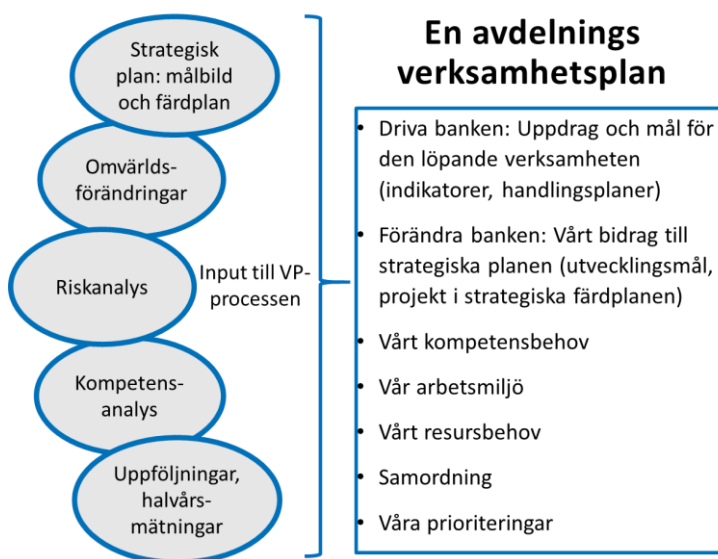 Strategisk
plan: målbild
och färdplan
Omvärlds-
förändringar
Riskanalys
Kompetens-
analys
Uppföljningar,
halvårs-
mätningar
Input till VP-
processen
En avdelnings
verksamhetsplan
• Driva banken: Uppdrag och mål för
den löpande verksamheten
(indikatorer, handlingsplaner)
• Förändra banken: Vårt bidrag till
strategiska planen (utvecklingsmål,
projekt i strategiska färdplanen)
• Vårt kompetensbehov
• Vår arbetsmiljö
• Vårt resursbehov
• Samordning
• Våra prioriteringar